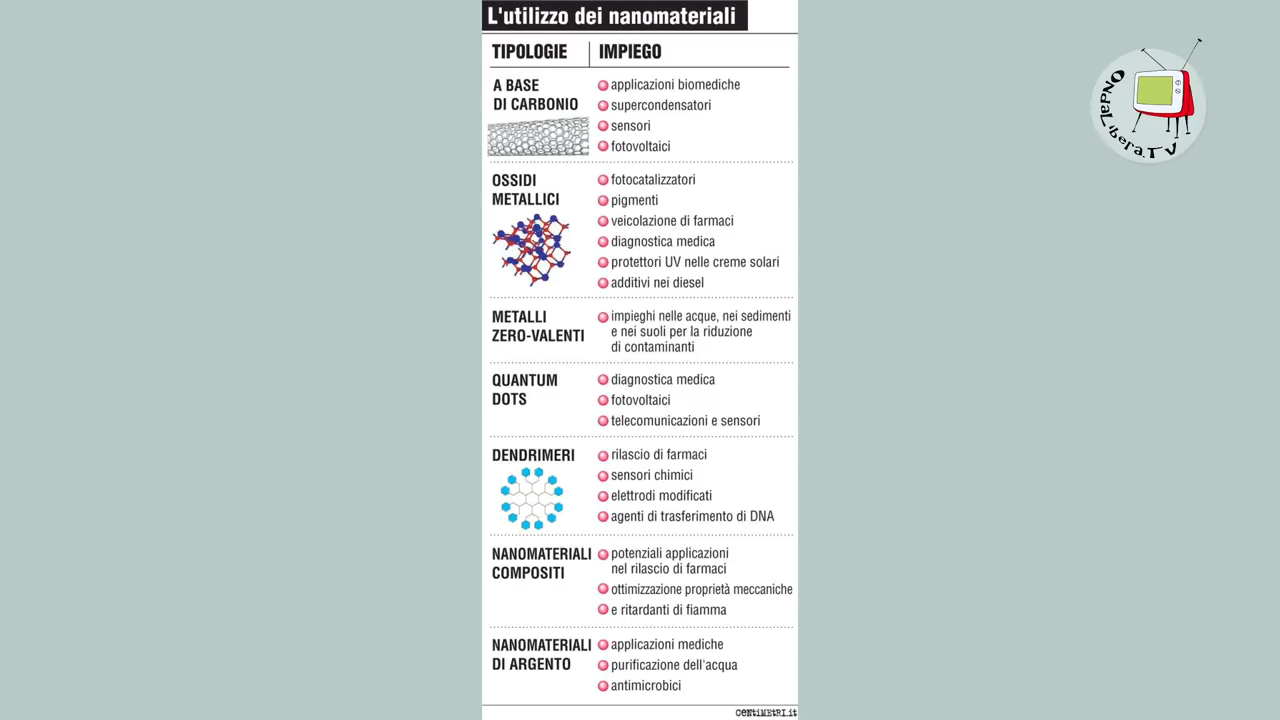 L'utilizzo dei nanomateriali
TIPOLOGIE IMPIEGO
A BASE
DI CARBONIO
applicazioni biomediche
supercondensatori
sensori
fotovoltaici
OSSIDI
METALLICI
fotocatalizzatori
pigmenti
veicolazione di farmaci
diagnostica medica
protettori UV nelle creme solari
additivi nei diesel
METALLI
ZERO-VALENTI
impieghi nelle acque, nei sedimenti
e nei suoli per la riduzione
di contaminanti
QUANTUM
DOTS
diagnostica medica
fotovoltaici
telecomunicazioni e sensori
DENDRIMERI
rilascio di farmaci
sensori chimici
elettrodi modificati
agenti di trasferimento di DNA
NANOMATERIALI
COMPOSITI
potenziali applicazioni
nel rilascio di farmaci
ottimizzazione proprietà meccaniche
e ritardanti di fiamma
NANOMATERIALI
DI ARGENTO
applicazioni mediche
purificazione dell'acqua
antimicrobici
CENTIMETRI.it
OndaLibera.TV